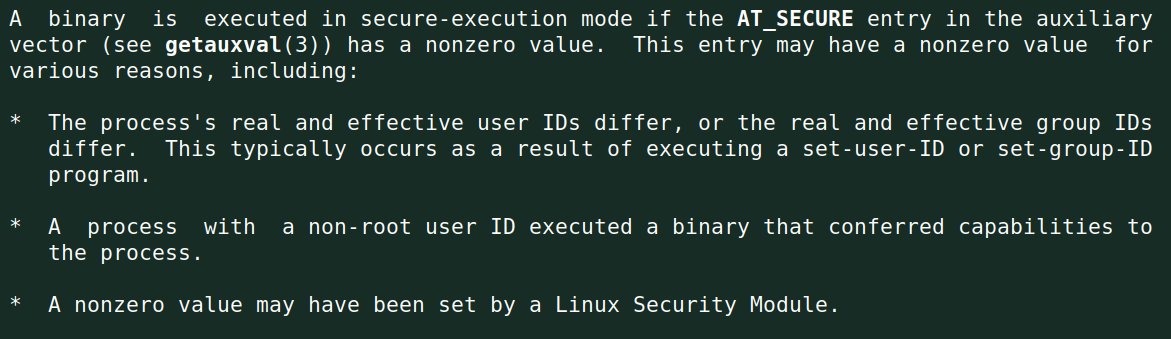 A binary is executed in secure-execution mode if the AT_SECURE entry in the auxiliary
vector (see getauxval(3)) has a nonzero value. This entry may have a nonzero value for
various reasons, including:
* The process's real and effective user IDs differ, or the real and effective group IDs
differ. This typically occurs as a result of executing a set-user-ID or set-group-ID
program.
* A process with a non-root user ID executed a binary that conferred capabilities to
the process.
* A nonzero value may have been set by a Linux Security Module.